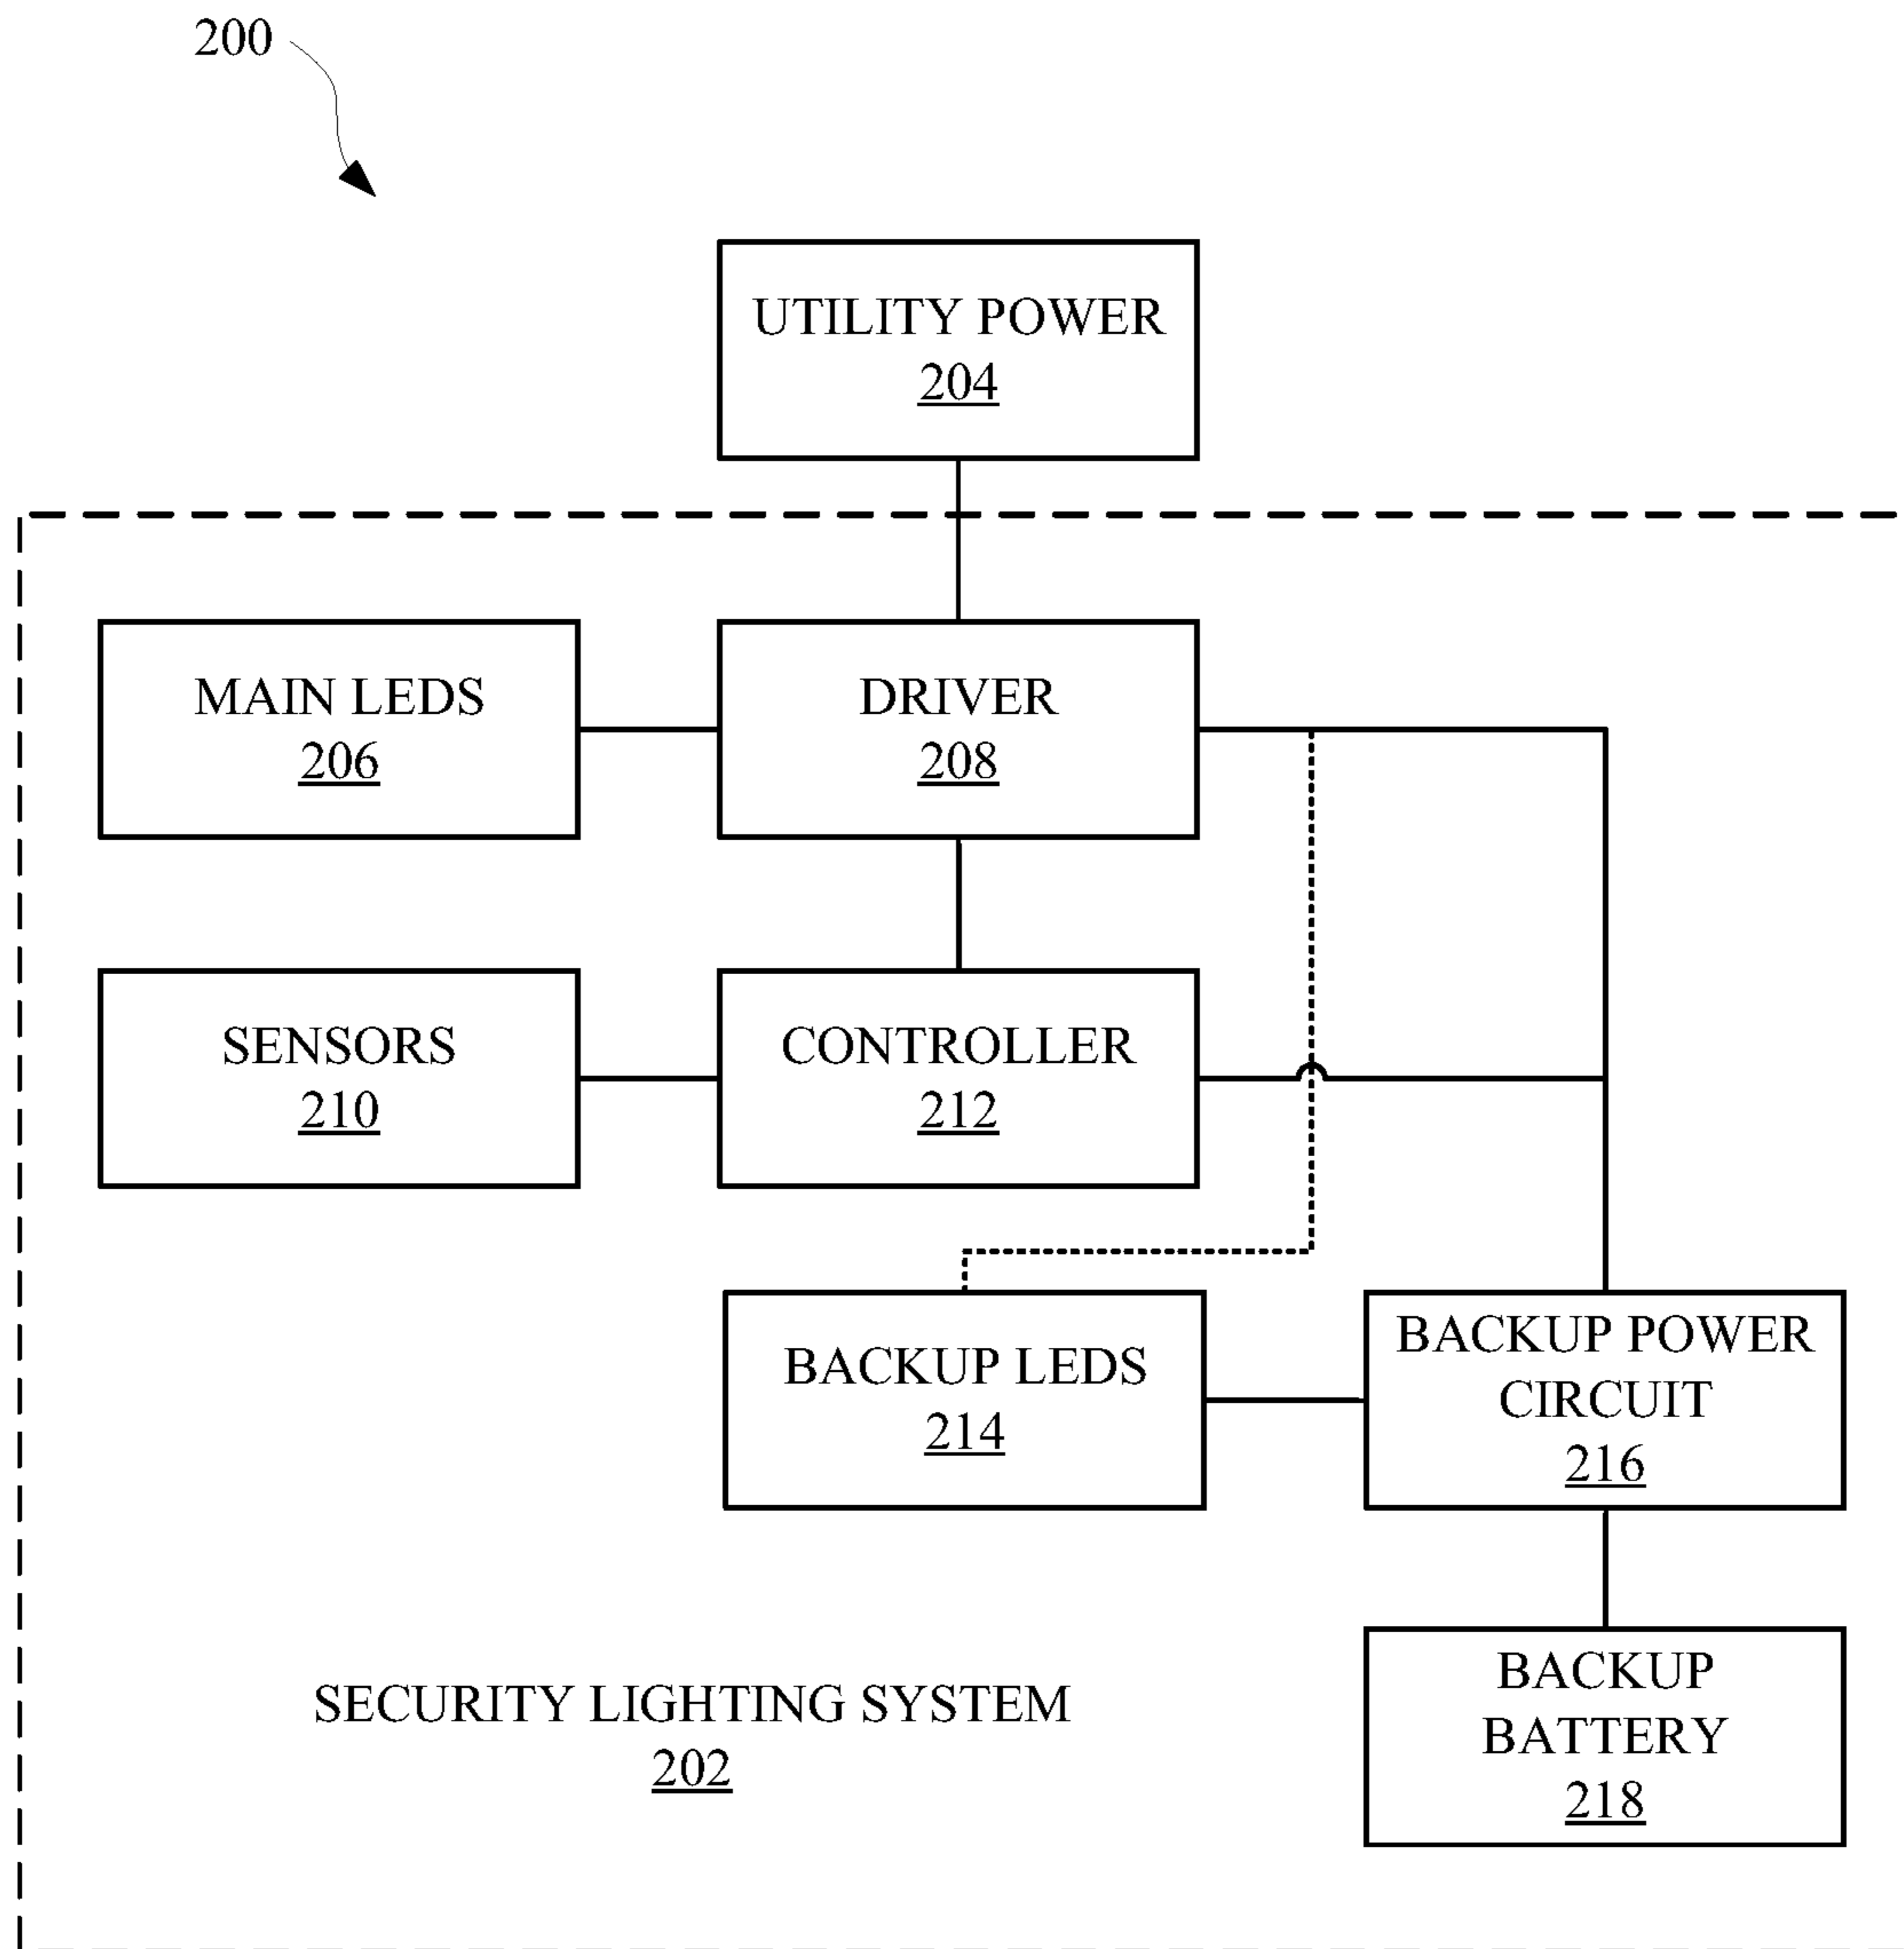 200
UTILITY POWER
204
MAIN LEDS
206
DRIVER
208
SENSORS
210
CONTROLLER
212
BACKUP LEDS
214
BACKUP POWER
CIRCUIT
216
SECURITY LIGHTING SYSTEM
202
BACKUP
BATTERY
218